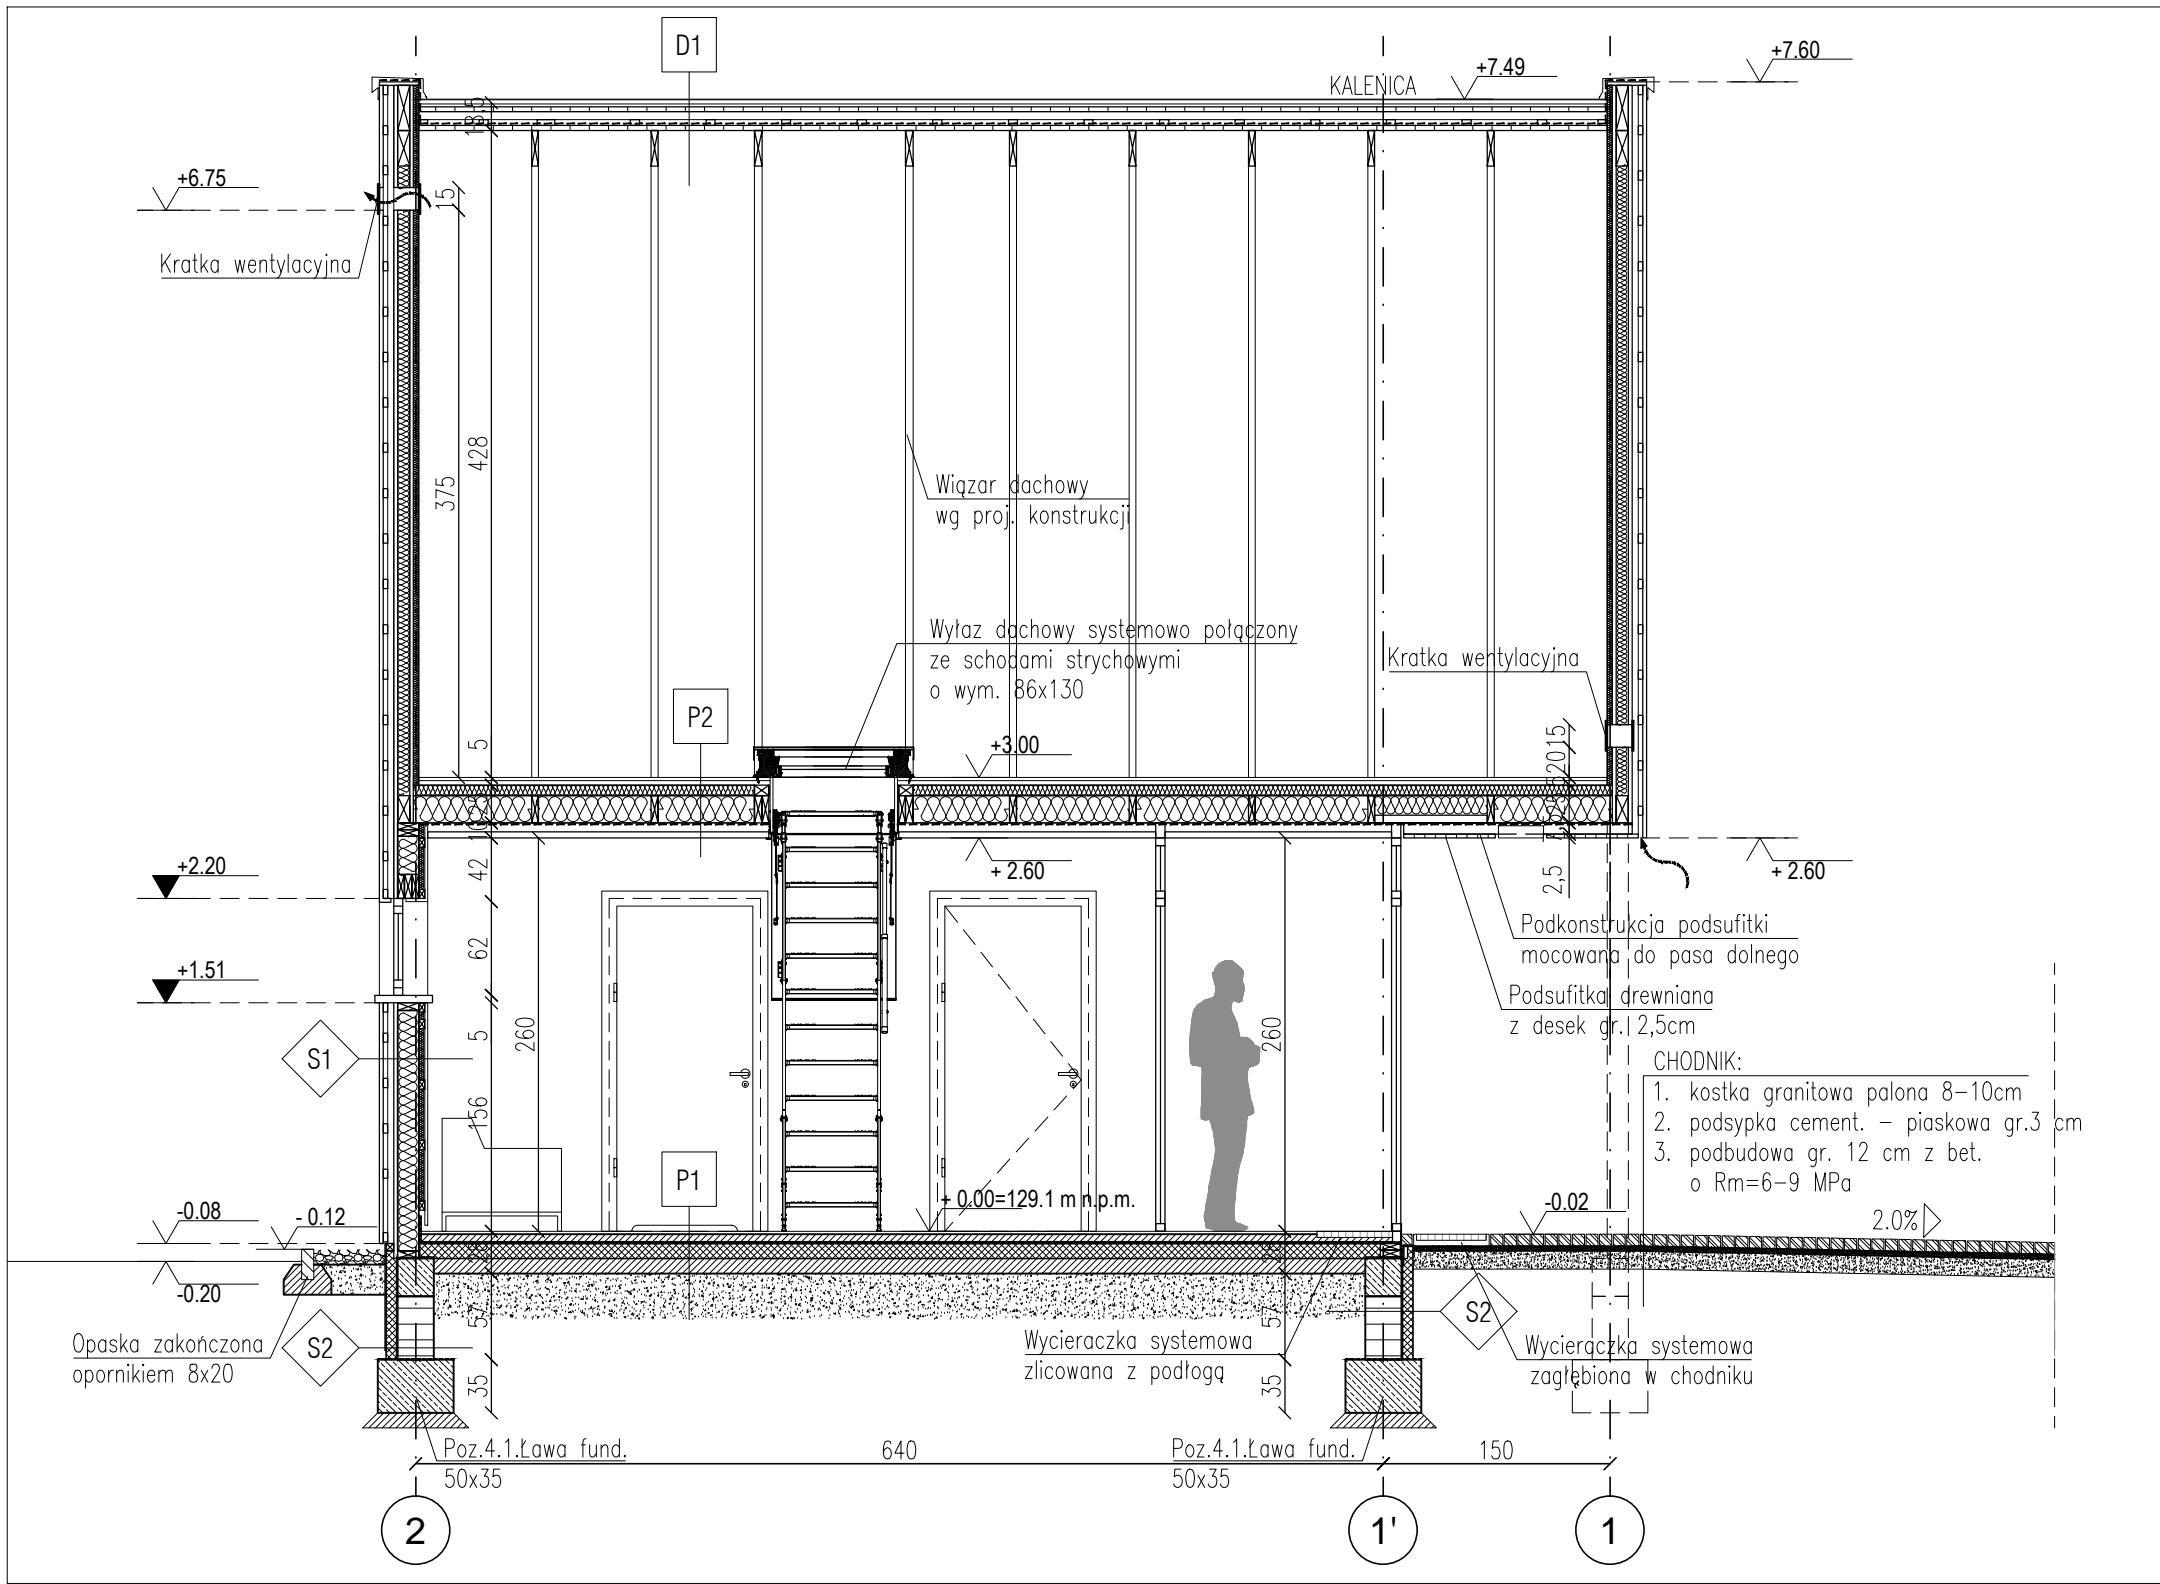 D1
+7.60
+7.49
KALENICA
18,5
+6.75
15
Kratka wentylacyjna
428
375
Wiązar dachowy
wg proj. konstrukcji
Wyłaz dachowy systemowo połączony
ze schodami strychowymi
o wym. 86x130
Kratka wentylacyjna
P2
5
+3.00
2015
25
10
42
+ 2.60
+ 2.60
2,5
+2.20
62
+1.51
Podkonstrukcja podsufitki
mocowana do pasa dolnego
Podsufitka drewniana
z desek gr. 2,5cm
S1
5
260
260
CHODNIK:
1. kostka granitowa palona 8-10cm
2. podsypka cement. - piaskowa gr.3 cm
3. podbudowa gr. 12 cm z bet.
o Rm=6-9 MPa
156
P1
+ 0.00=129.1 m n.p.m.
-0.02
2.0%
-0.08
- 0.12
28
28
-0.20
57
57
S2
S2
Opaska zakończona
opornikiem 8x20
Wycieraczka systemowa
zlicowana z podłogą
Wycieraczka systemowa
zagłębiona w chodniku
35
35
Poz.4.1.Ława fund.
50x35
640
Poz.4.1.Ława fund.
50x35
150
2
1'
1